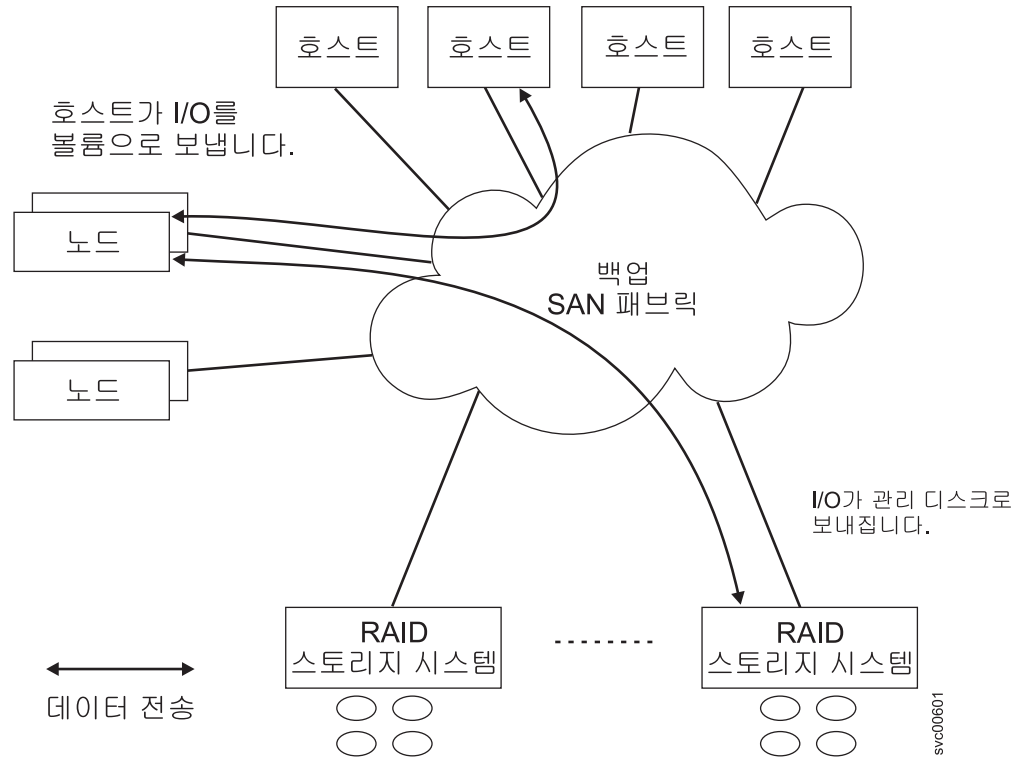 호스트
호스트
호스트
호스트
호스트가 I/O를
볼륨으로 보냅니다.
노드
백업
SAN 패브릭
노드
I/O가 관리 디스크로
보내집니다.
RAID
스토리지 시스템
RAID
스토리지 시스템
데이터 전송
svc00601